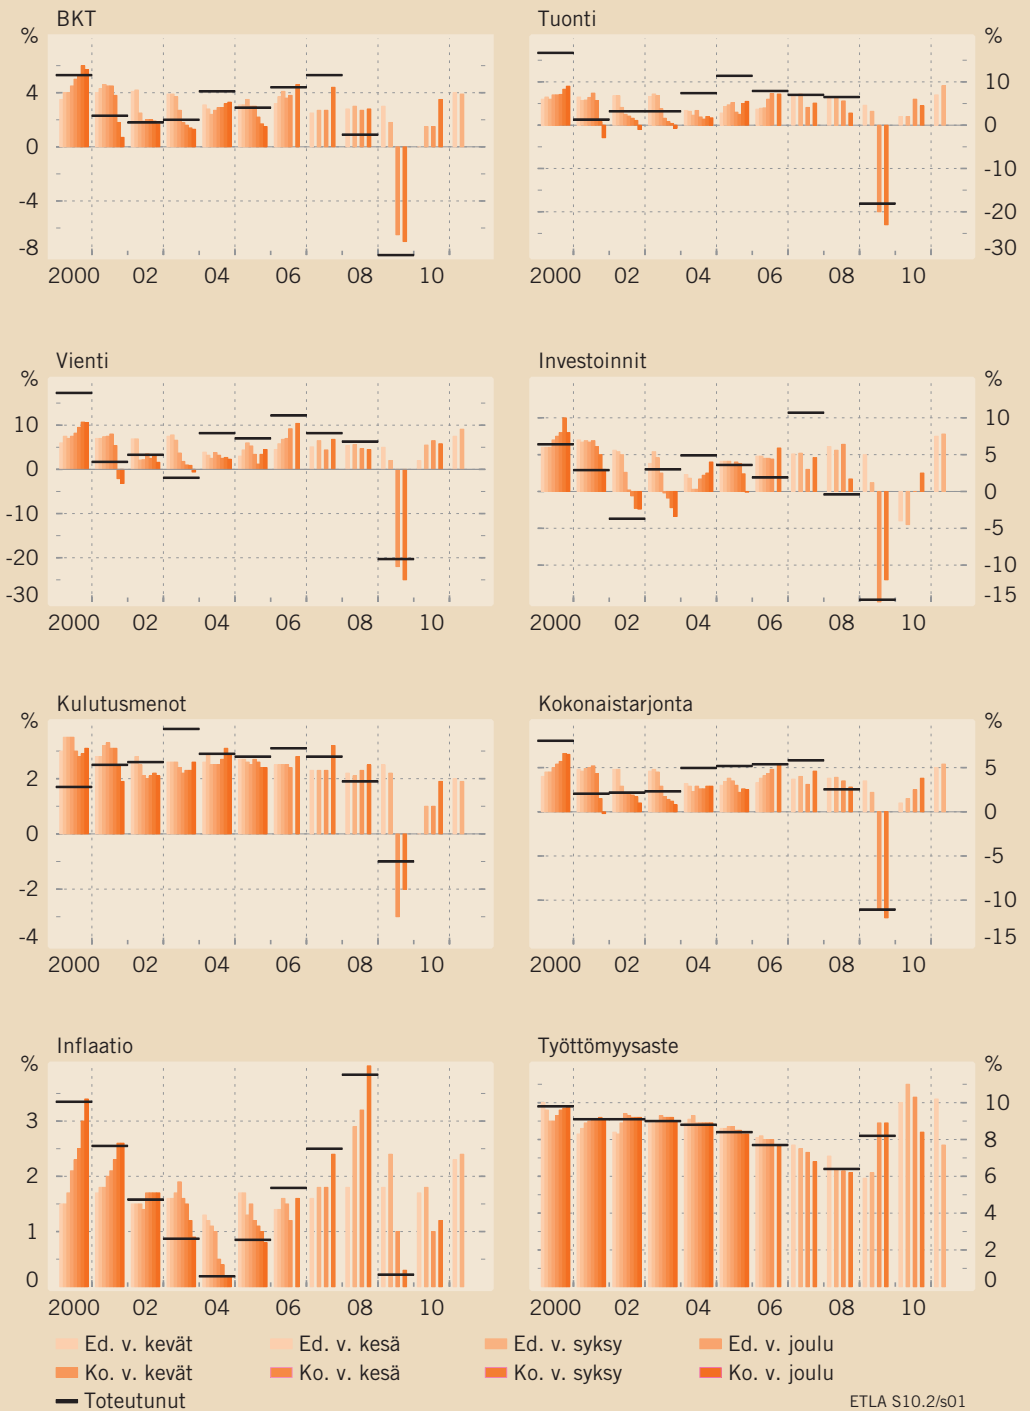 BKT
%
4
0
-4
-8
2000 02 04 06 08 10
Tuonti
%
10
0
-10
-20
-30
2000 02 04 06 08 10
Vienti
%
10
0
-10
-20
-30
2000 02 04 06 08 10
Investoinnit
%
10
5
0
-5
-10
-15
2000 02 04 06 08 10
Kulutusmenot
%
2
0
-2
-4
2000 02 04 06 08 10
Kokonaistarjonta
%
5
0
-5
-10
-15
2000 02 04 06 08 10
Inflaatio
%
3
2
1
0
2000 02 04 06 08 10
Työttömyysaste
%
10
8
6
4
2
0
2000 02 04 06 08 10
Ed. v. kevät Ed. v. kesä Ed. v. syksy Ed. v. joulu
Ko. v. kevät Ko. v. kesä Ko. v. syksy Ko. v. joulu
Toteutunut
ETLA S10.2/s01